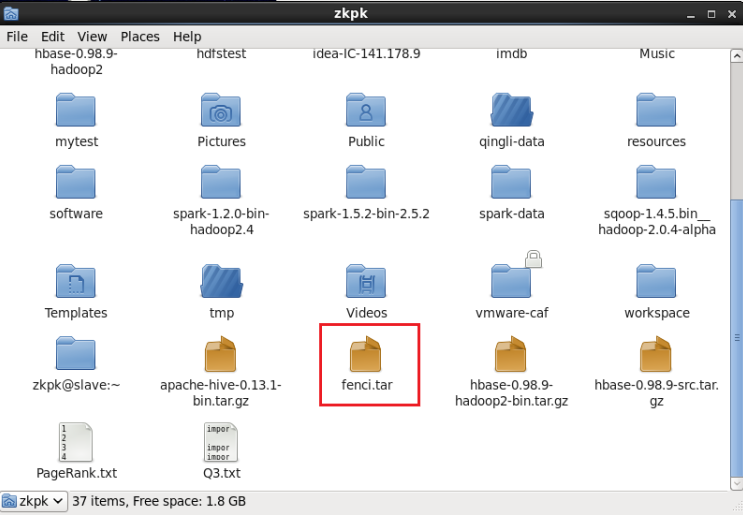 zkpk
File Edit View Places Help
hbase-0.98.9-
hadoop2
hdfstest
idea-IC-141.178.9
imdb
Music
mytest
Pictures
Public
qingli-data
resources
software
spark-1.2.0-bin-
hadoop2.4
spark-1.5.2-bin-2.5.2
spark-data
sqoop-1.4.5.bin__
hadoop-2.0.4-alpha
Templates
tmp
Videos
vmware-caf
workspace
zkpk@slave:~
apache-hive-0.13.1-
bin.tar.gz
fenci.tar
hbase-0.98.9-
hadoop2-bin.tar.gz
hbase-0.98.9-src.tar.
gz
1
2
3
4
PageRank.txt
impor
impor
impor
Q3.txt
zkpk 37 items, Free space: 1.8 GB